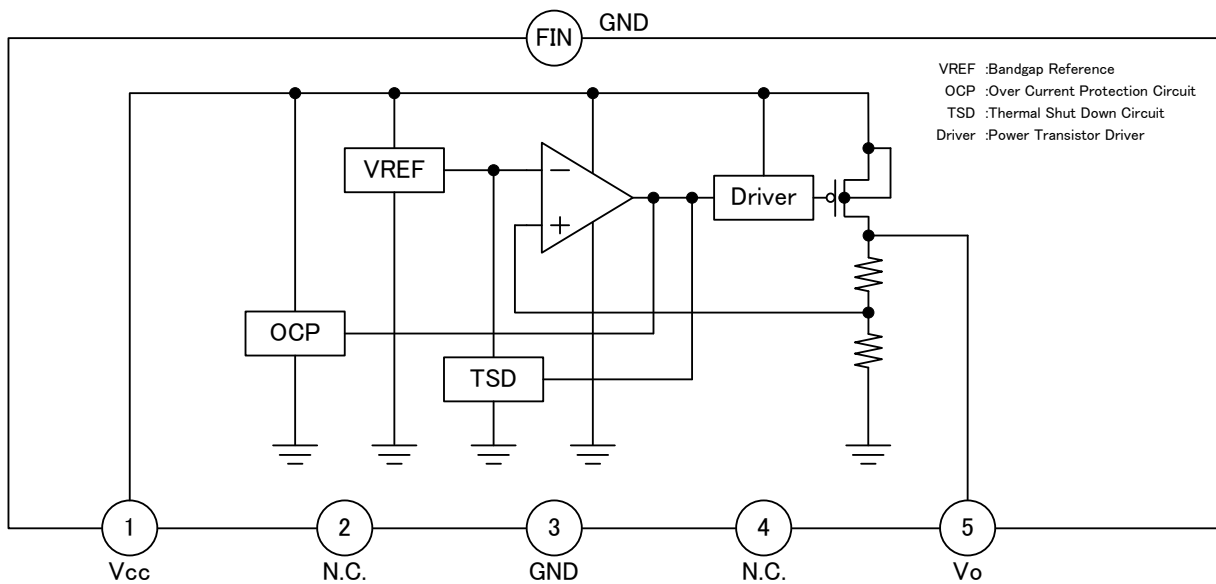 FIN GND
VREF :Bandgap Reference
OCP :Over Current Protection Circuit
TSD :Thermal Shut Down Circuit
Driver :Power Transistor Driver
VREF
−
+
Driver
OCP
TSD
1 2 3 4 5
Vcc N.C. GND N.C. Vo